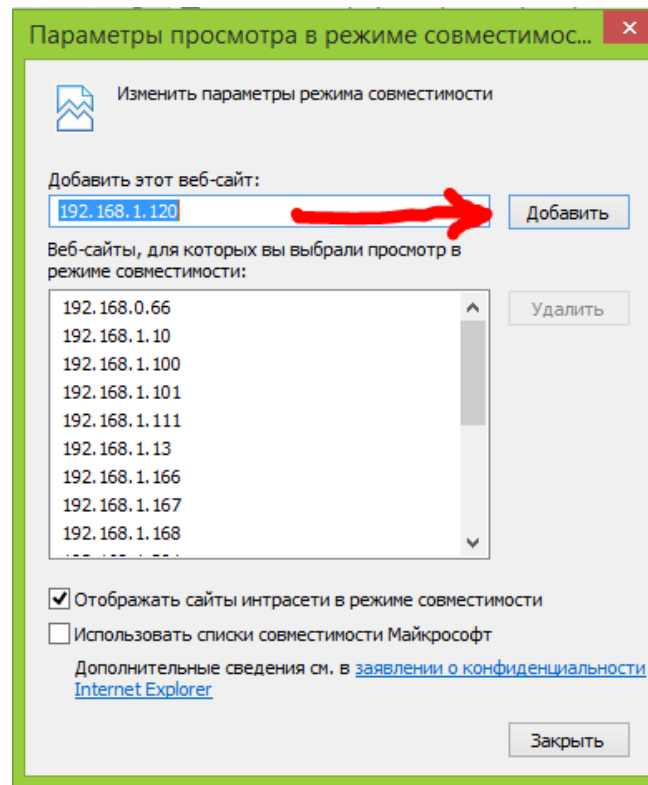 Параметры просмотра в режиме совместимос...
Изменить параметры режима совместимости
Добавить этот веб-сайт:
192.168.1.120
Добавить
Веб-сайты, для которых вы выбрали просмотр в
режиме совместимости:
192.168.0.66
Удалить
192.168.1.10
192.168.1.100
192.168.1.101
192.168.1.111
192.168.1.13
192.168.1.166
192.168.1.167
192.168.1.168
Отображать сайты интрасети в режиме совместимости
Использовать списки совместимости Майкрософт
Дополнительные сведения см. в заявлении о конфиденциальности
Internet Explorer
Закрыть